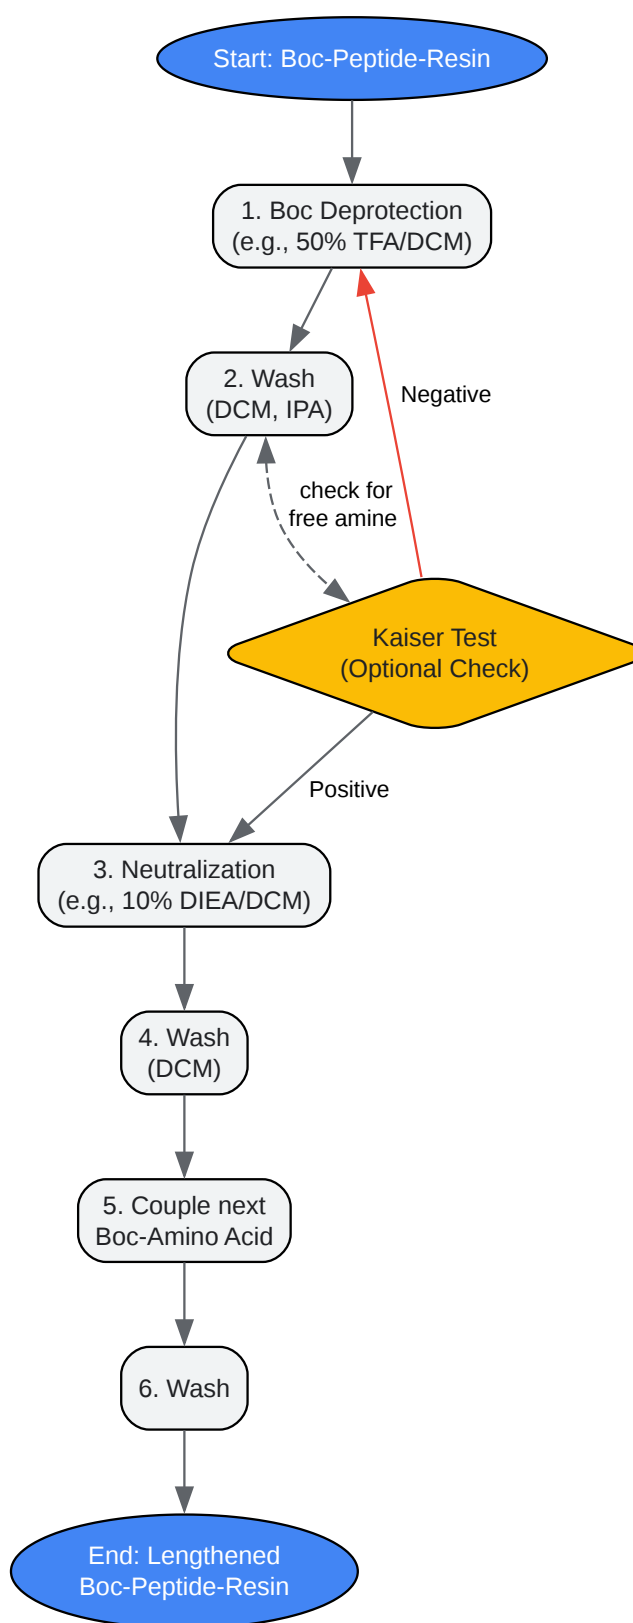 Start: Boc-Peptide-Resin
1. Boc Deprotection
(e.g., 50% TFA/DCM)
2. Wash
(DCM, IPA)
Negative
check for
free amine
Kaiser Test
(Optional Check)
Positive
3. Neutralization
(e.g., 10% DIEA/DCM)
4. Wash
(DCM)
5. Couple next
Boc-Amino Acid
6. Wash
End: Lengthened
Boc-Peptide-Resin